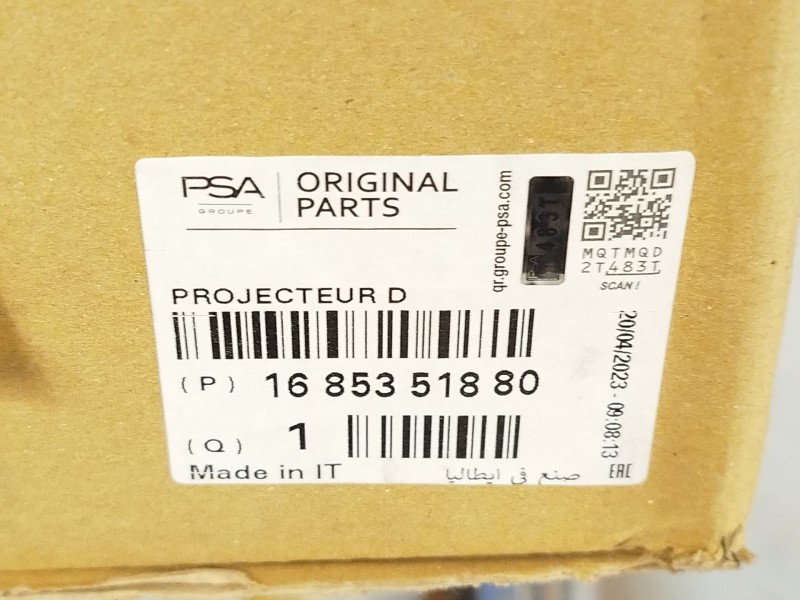 PSA
GROUPE
ORIGINAL
PARTS
qr.groupe-psa.com
483T
MQTMQD
2T483T
SCAN!
PROJECTEUR D
(P) 16 853 518 80
(Q) 1
Made in IT
صنع في ايطاليا
20/04/2023 - 09:08:13
EAC